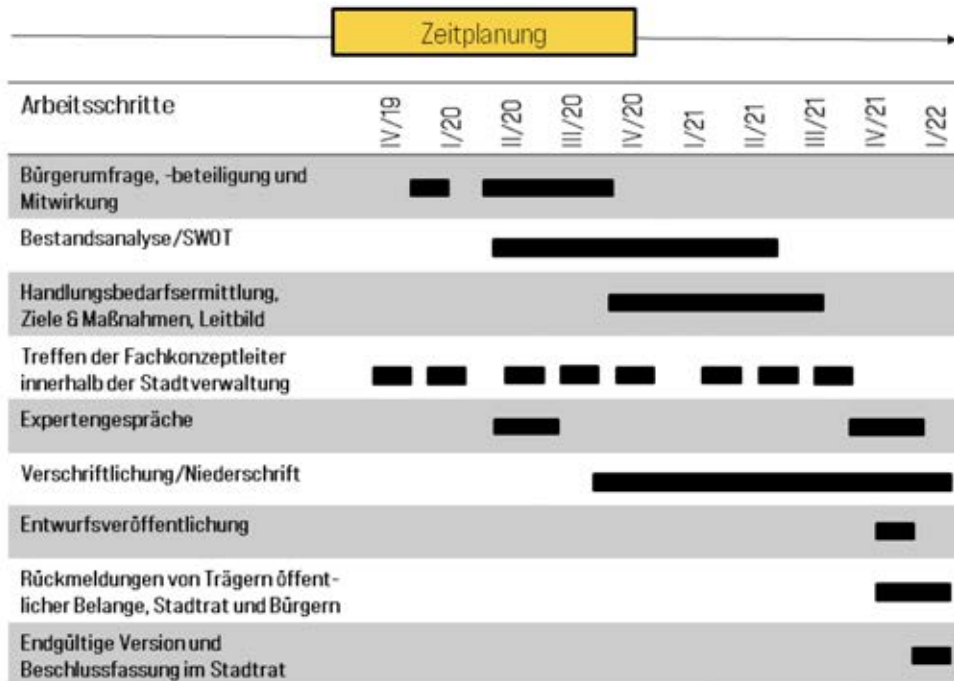 Zeitplanung
Arbeitsschritte
IV/19
I/20
II/20
III/20
IV/20
I/21
II/21
III/21
IV/21
I/22
Bürgerumfrage, -beteiligung und
Mitwirkung
Bestandsanalyse/SWOT
Handlungsbedarfsermittlung,
Ziele & Maßnahmen, Leitbild
Treffen der Fachkonzeptleiter
innerhalb der Stadtverwaltung
Expertengespräche
Verschriftlichung/Niederschrift
Entwurfsveröffentlichung
Rückmeldungen von Trägern öffent-
licher Belange, Stadtrat und Bürgern
Endgültige Version und
Beschlussfassung im Stadtrat